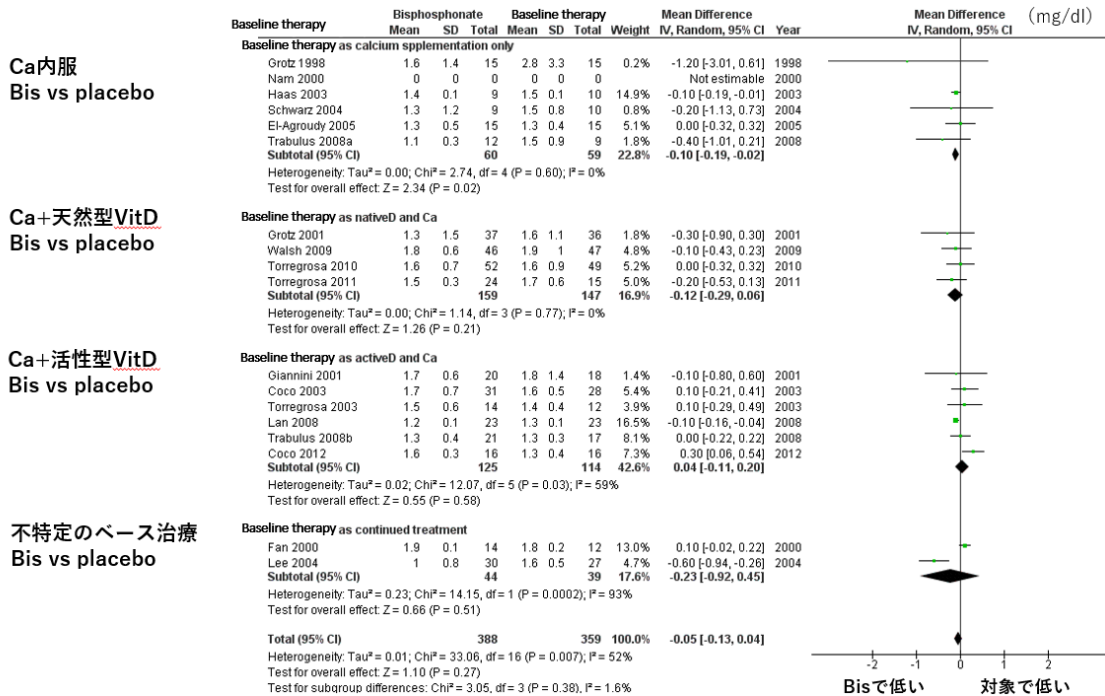 Bisphosphonate Baseline therapy Mean Difference Mean Difference (mg/dl)
Baseline therapy Mean SD Total Mean SD Total Weight IV, Random, 95% CI Year IV, Random, 95% CI
Ca内服
Bis vs placebo
Baseline therapy as calcium spplementation only
Grotz 1998 1.6 1.4 15 2.8 3.3 15 0.2% -1.20 [-3.01, 0.61] 1998
Nam 2000 0 0 0 0 0 0 Not estimable 2000
Haas 2003 1.4 0.1 9 1.5 0.1 10 14.9% -0.10 [-0.19, -0.01] 2003
Schwarz 2004 1.3 1.2 9 1.5 0.8 10 0.8% -0.20 [-1.13, 0.73] 2004
El-Agroudy 2005 1.3 0.5 15 1.3 0.4 15 5.1% 0.00 [-0.32, 0.32] 2005
Trabulus 2008a 1.1 0.3 12 1.5 0.9 9 1.8% -0.40 [-1.01, 0.21] 2008
Subtotal (95% CI) 60 59 22.8% -0.10 [-0.19, -0.02]
Heterogeneity: Tau² = 0.00; Chi² = 2.74, df = 4 (P = 0.60); I² = 0%
Test for overall effect: Z = 2.34 (P = 0.02)
Ca+天然型VitD
Bis vs placebo
Baseline therapy as nativeD and Ca
Grotz 2001 1.3 1.5 37 1.6 1.1 36 1.8% -0.30 [-0.90, 0.30] 2001
Walsh 2009 1.8 0.6 46 1.9 1 47 4.9% -0.10 [-0.43, 0.23] 2009
Torregrosa 2010 1.6 0.7 52 1.6 0.9 49 5.2% 0.00 [-0.32, 0.32] 2010
Torregrosa 2011 1.5 0.3 24 1.7 0.6 15 5.0% -0.20 [-0.53, 0.13] 2011
Subtotal (95% CI) 159 147 16.9% -0.12 [-0.29, 0.06]
Heterogeneity: Tau² = 0.00; Chi² = 1.14, df = 3 (P = 0.77); I² = 0%
Test for overall effect: Z = 1.26 (P = 0.21)
Ca+活性型VitD
Bis vs placebo
Baseline therapy as activeD and Ca
Giannini 2001 1.7 0.6 20 1.8 1.4 18 1.4% -0.10 [-0.80, 0.60] 2001
Coco 2003 1.7 0.7 31 1.6 0.5 28 5.4% 0.10 [-0.21, 0.41] 2003
Torregrosa 2003 1.5 0.6 14 1.4 0.4 12 3.9% 0.10 [-0.29, 0.49] 2003
Lan 2008 1.2 0.1 23 1.3 0.1 23 16.5% -0.10 [-0.16, -0.04] 2008
Trabulus 2008b 1.3 0.4 21 1.3 0.3 17 8.1% 0.00 [-0.22, 0.22] 2008
Coco 2012 1.6 0.3 16 1.3 0.4 16 7.3% 0.30 [0.06, 0.54] 2012
Subtotal (95% CI) 125 114 42.6% 0.04 [-0.11, 0.20]
Heterogeneity: Tau² = 0.02; Chi² = 12.07, df = 5 (P = 0.03); I² = 59%
Test for overall effect: Z = 0.55 (P = 0.58)
不特定のベース治療
Bis vs placebo
Baseline therapy as continued treatment
Fan 2000 1.9 0.1 14 1.8 0.2 12 13.0% 0.10 [-0.02, 0.22] 2000
Lee 2004 1 0.8 30 1.6 0.5 27 4.7% -0.60 [-0.94, -0.26] 2004
Subtotal (95% CI) 44 39 17.6% -0.23 [-0.92, 0.45]
Heterogeneity: Tau² = 0.23; Chi² = 14.15, df = 1 (P = 0.0002); I² = 93%
Test for overall effect: Z = 0.66 (P = 0.51)
Total (95% CI) 388 359 100.0% -0.05 [-0.13, 0.04]
Heterogeneity: Tau² = 0.01; Chi² = 33.06, df = 16 (P = 0.007); I² = 52%
Test for overall effect: Z = 1.10 (P = 0.27)
Test for subgroup differences: Chi² = 3.05, df = 3 (P = 0.38), I² = 1.6%
-2 -1 0 1 2
Bisで低い 対象で低い